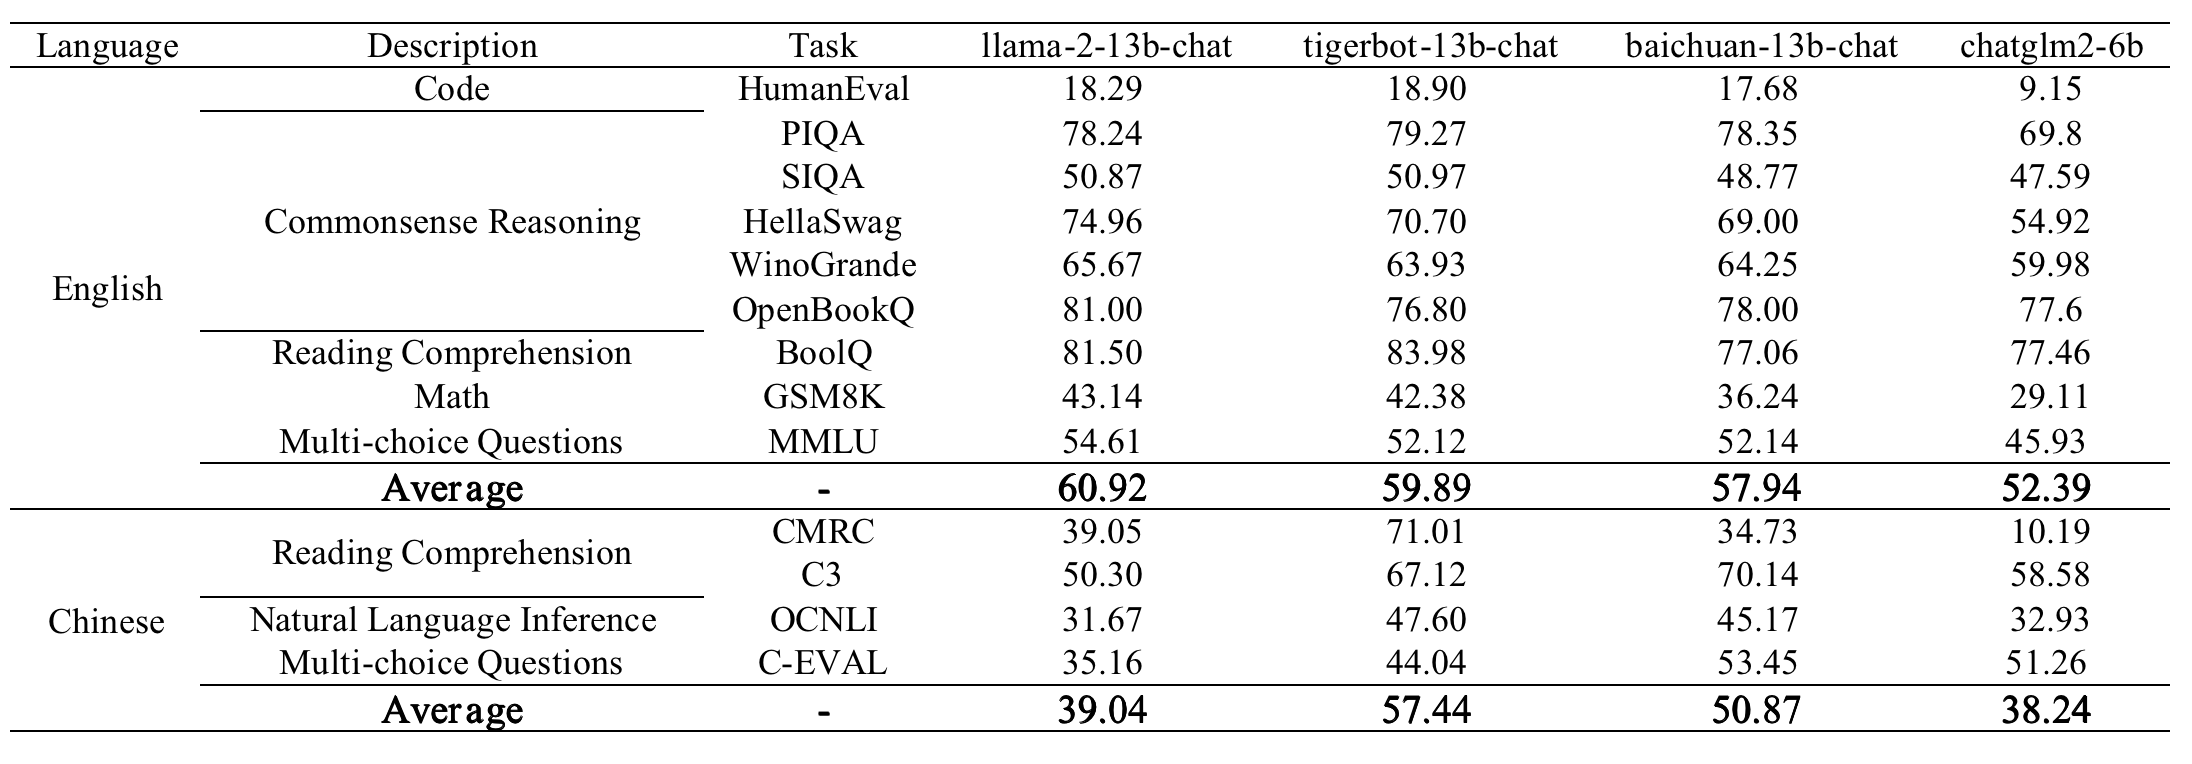 Language Description Task llama-2-13b-chat tigerbot-13b-chat baichuan-13b-chat chatglm2-6b
Code HumanEval 18.29 18.90 17.68 9.15
PIQA 78.24 79.27 78.35 69.8
SIQA 50.87 50.97 48.77 47.59
Commonsense Reasoning HellaSwag 74.96 70.70 69.00 54.92
WinoGrande 65.67 63.93 64.25 59.98
English
OpenBookQ 81.00 76.80 78.00 77.6
Reading Comprehension BoolQ 81.50 83.98 77.06 77.46
Math GSM8K 43.14 42.38 36.24 29.11
Multi-choice Questions MMLU 54.61 52.12 52.14 45.93
Average - 60.92 59.89 57.94 52.39
CMRC 39.05 71.01 34.73 10.19
Reading Comprehension
C3 50.30 67.12 70.14 58.58
Chinese Natural Language Inference OCNLI 31.67 47.60 45.17 32.93
Multi-choice Questions C-EVAL 35.16 44.04 53.45 51.26
Average - 39.04 57.44 50.87 38.24